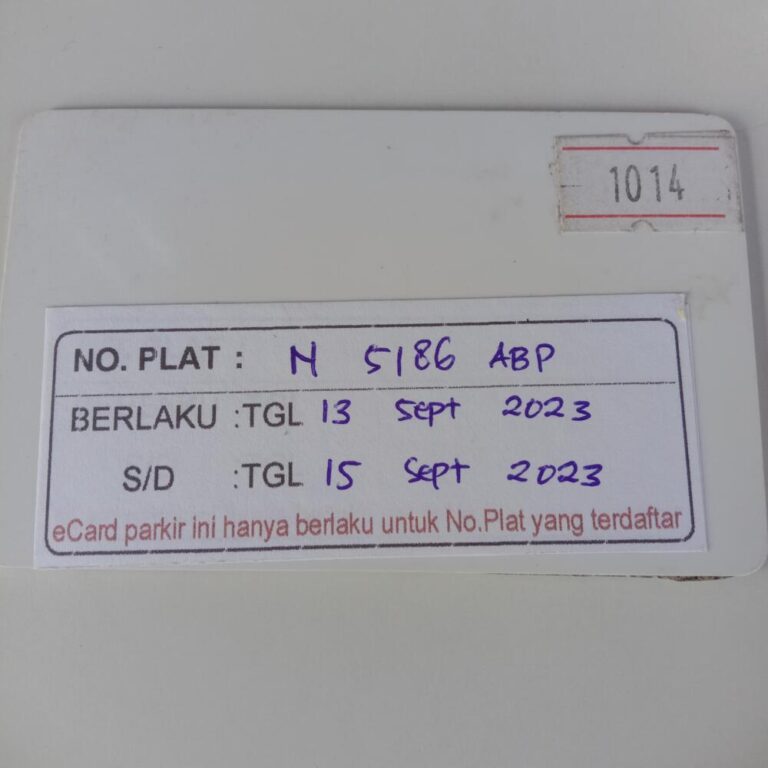 1014
NO. PLAT : N 5186 ABP
BERLAKU :TGL 13 Sept 2023
S/D :TGL 15 Sept 2023
eCard parkir ini hanya berlaku untuk No.Plat yang terdaftar